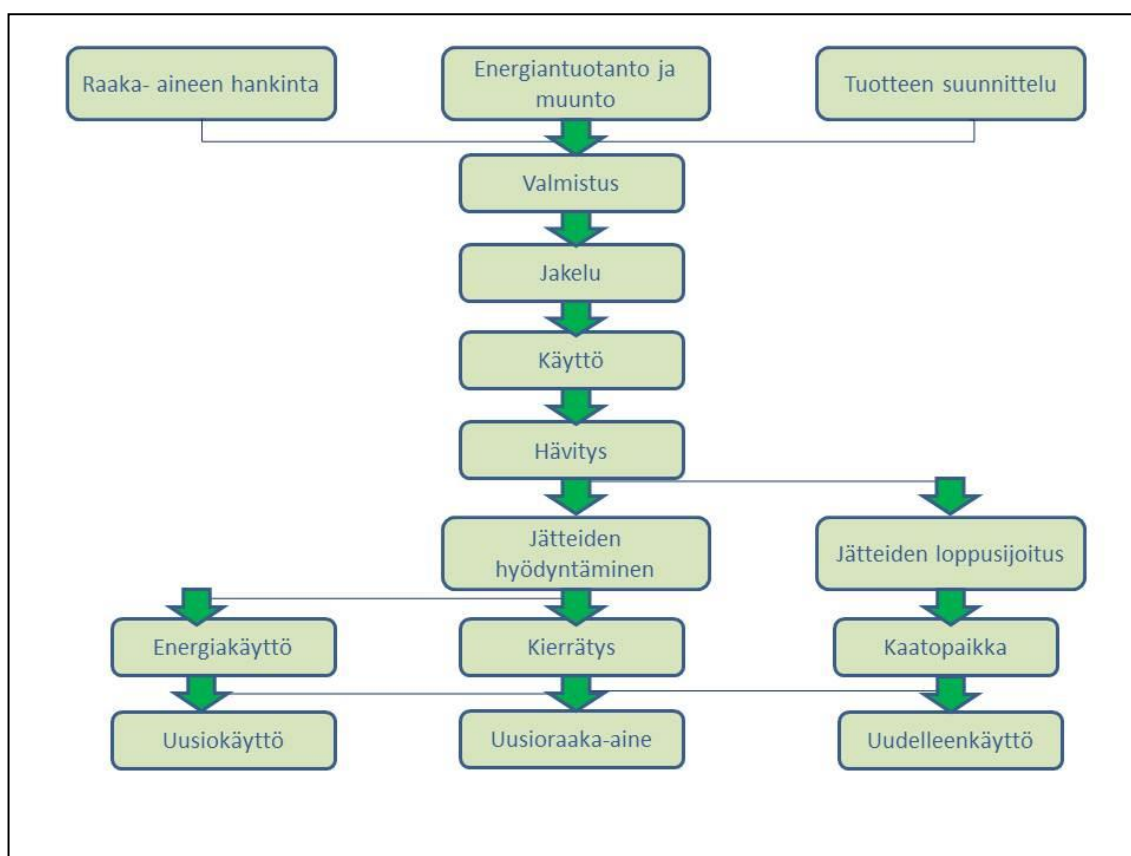 Raaka- aineen hankinta
Energiantuotanto ja
muunto
Tuotteen suunnittelu
Valmistus
Jakelu
Käyttö
Hävitys
Jätteiden
hyödyntäminen
Jätteiden loppusijoitus
Energiakäyttö
Kierrätys
Kaatopaikka
Uusiokäyttö
Uusioraaka-aine
Uudelleenkäyttö